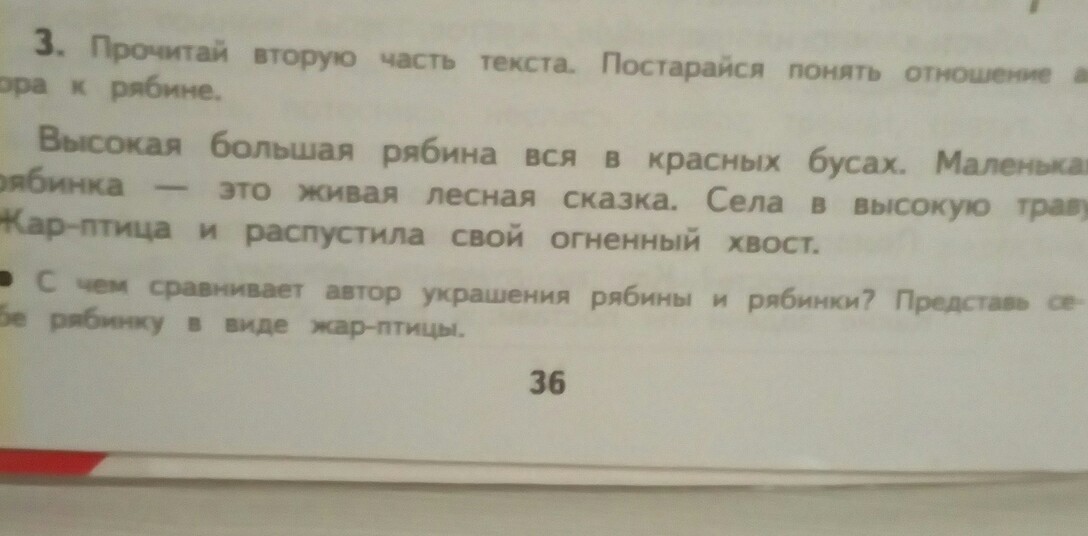 3. Прочитай вторую часть текста. Постарайся понять отношение а
ора к рябине.
Высокая большая рябина вся в красных бусах. Маленька
рябинка — это живая лесная сказка. Села в высокую траву
Жар-птица и распустила свой огненный хвост.
• С чем сравнивает автор украшения рябины и рябинки? Представь се-
бе рябинку в виде жар-птицы.
36